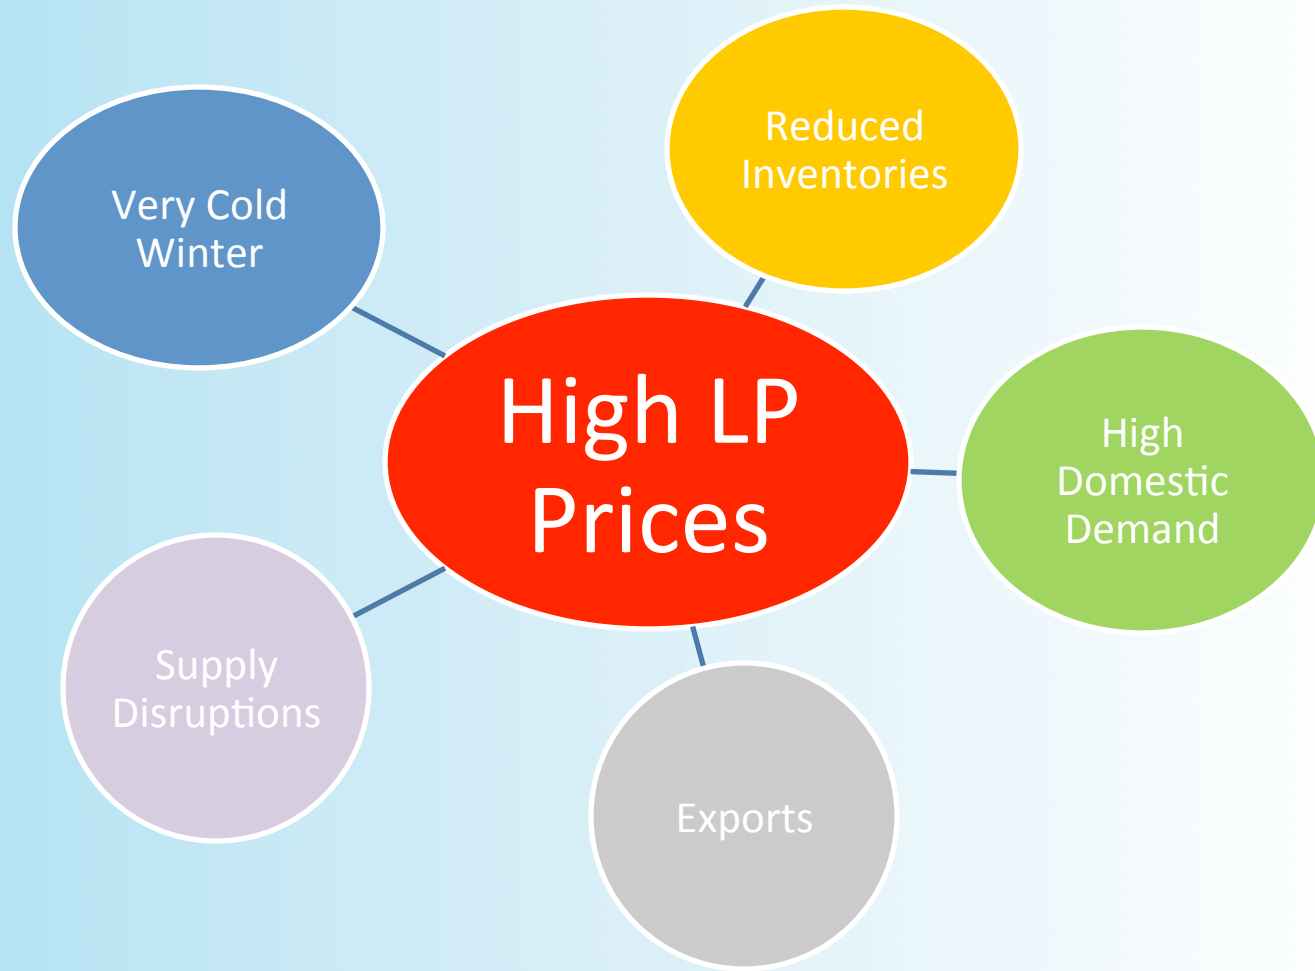 Reduced
Inventories
Very Cold
Winter
High LP
Prices
High
Domestic
Demand
Supply
Disruptions
Exports